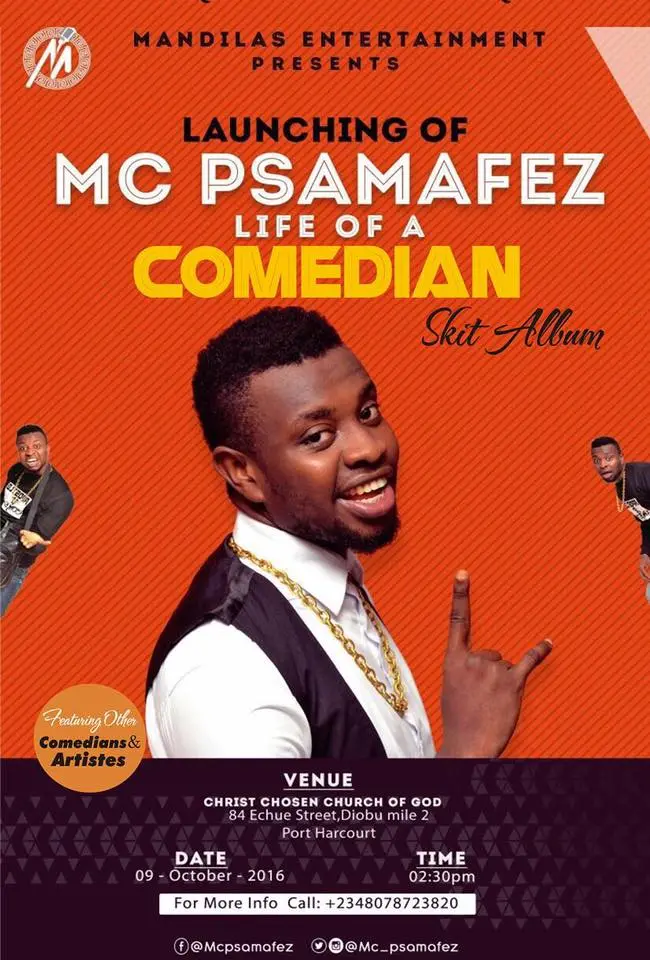 MANDILAS ENTERTAINMENT
PRESENTS
LAUNCHING OF
MC PSAMAFEZ
LIFE OF A
COMEDIAN
Skit Album
Featuring Other
Comedians&
Artistes
VENUE
CHRIST CHOSEN CHURCH OF GOD
84 Echue Street,Diobu mile 2
Port Harcourt
DATE
09 - October - 2016
TIME
02:30pm
For More Info Call: +2348078723820
@Mcpsamafez @Mc_psamafez